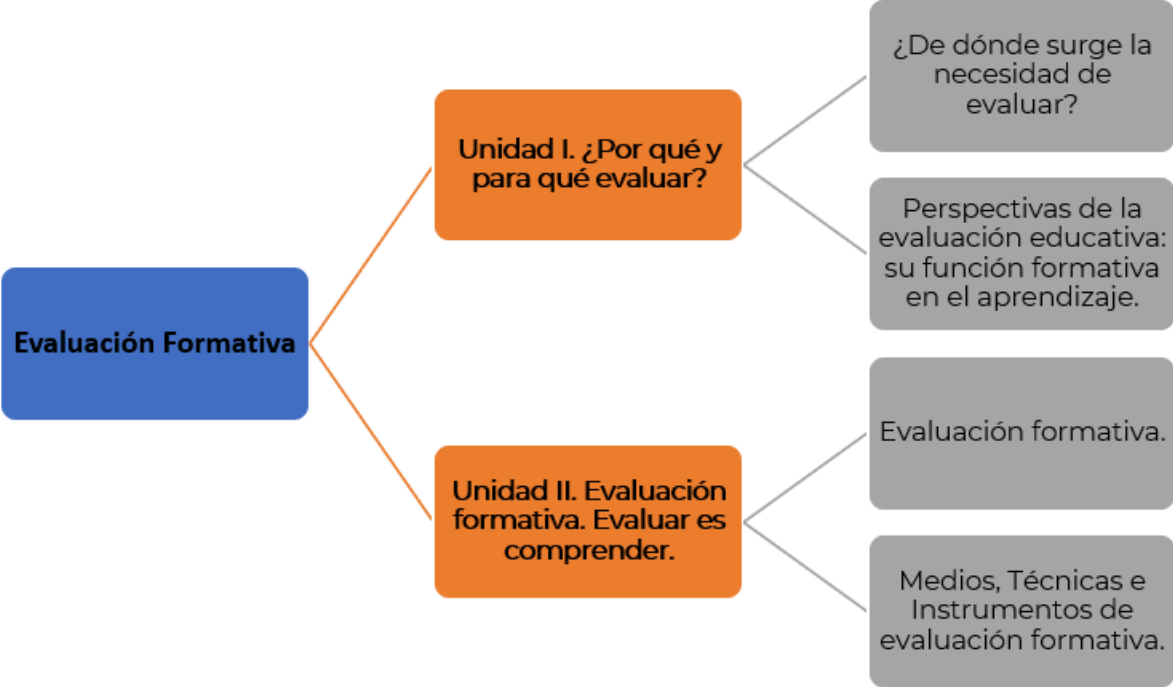 Evaluación Formativa
Unidad I. ¿Por qué y
para qué evaluar?
¿De dónde surge la
necesidad de
evaluar?
Perspectivas de la
evaluación educativa:
su función formativa
en el aprendizaje.
Unidad II. Evaluación
formativa. Evaluar es
comprender.
Evaluación formativa.
Medios, Técnicas e
Instrumentos de
evaluación formativa.